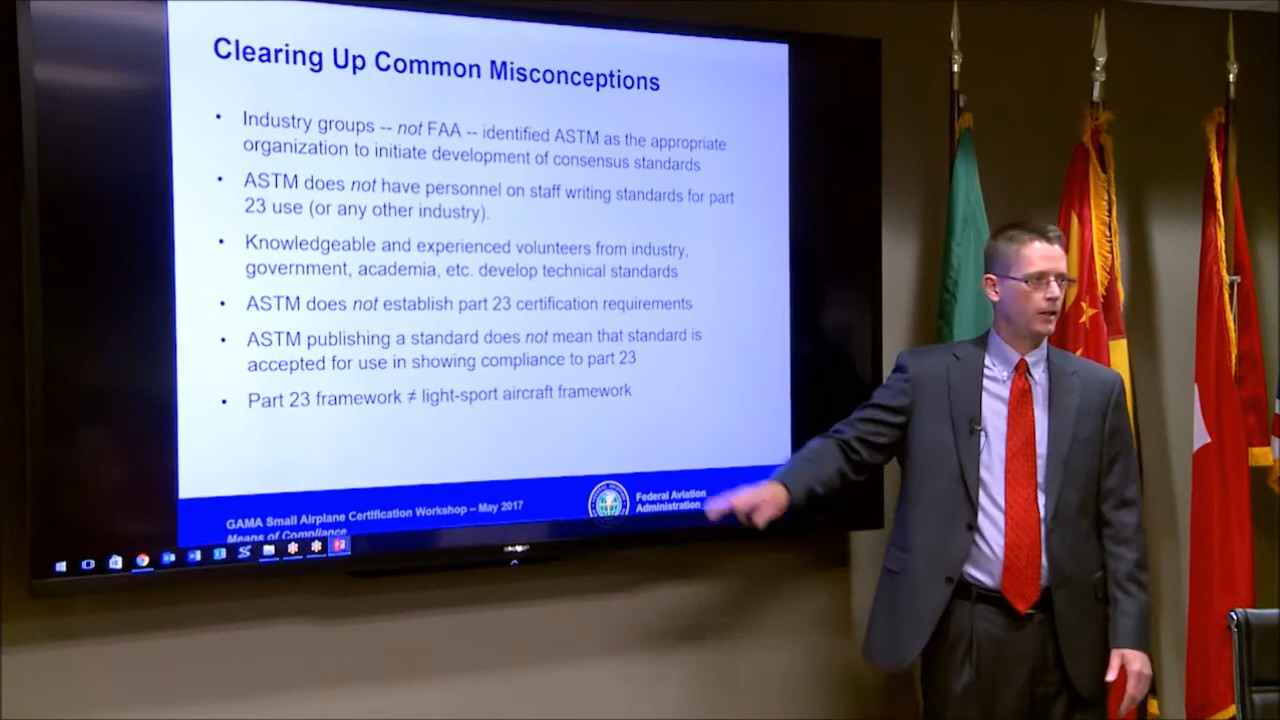 Clearing Up Common Misconceptions
• Industry groups -- not FAA -- identified ASTM as the appropriate
organization to initiate development of consensus standards
• ASTM does not have personnel on staff writing standards for part
23 use (or any other industry).
• Knowledgeable and experienced volunteers from industry,
government, academia, etc. develop technical standards
• ASTM does not establish part 23 certification requirements
• ASTM publishing a standard does not mean that standard is
accepted for use in showing compliance to part 23
• Part 23 framework ≠ light-sport aircraft framework
GAMA Small Airplane Certification Workshop – May 2017
Means of Compliance
Federal Aviation
Administration